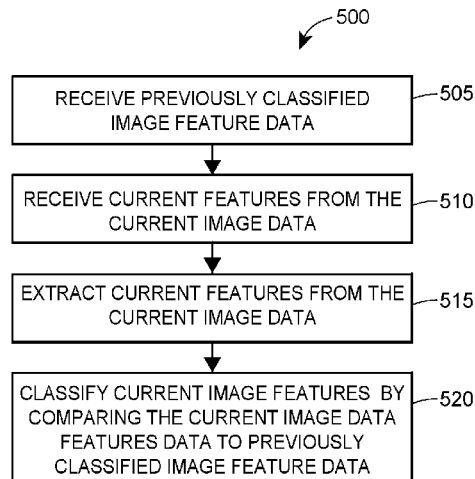 500
RECEIVE PREVIOUSLY CLASSIFIED
IMAGE FEATURE DATA
505
RECEIVE CURRENT FEATURES FROM THE
CURRENT IMAGE DATA
510
EXTRACT CURRENT FEATURES FROM THE
CURRENT IMAGE DATA
515
CLASSIFY CURRENT IMAGE FEATURES BY
COMPARING THE CURRENT IMAGE DATA
FEATURES DATA TO PREVIOUSLY
CLASSIFIED IMAGE FEATURE DATA
520